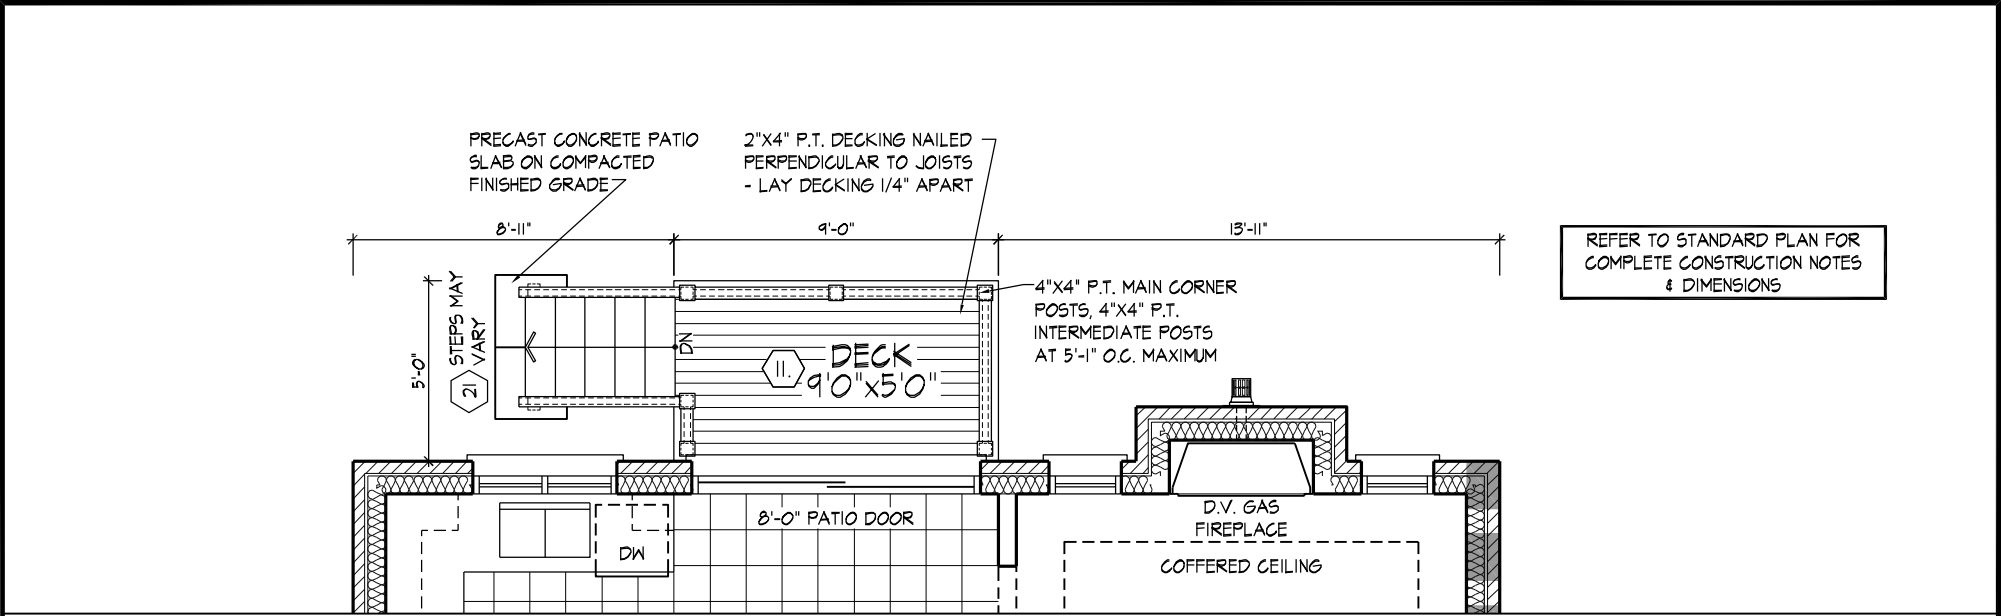 PRECAST CONCRETE PATIO
SLAB ON COMPACTED
FINISHED GRADE
2"X4" P.T. DECKING NAILED
PERPENDICULAR TO JOISTS
- LAY DECKING 1/4" APART
8'-11"
9'-0"
13'-11"
REFER TO STANDARD PLAN FOR
COMPLETE CONSTRUCTION NOTES
& DIMENSIONS
4"X4" P.T. MAIN CORNER
POSTS, 4"X4" P.T.
INTERMEDIATE POSTS
AT 5'-1" O.C. MAXIMUM
5'-0"
STEPS MAY
VARY
21
DN
11.
DECK
9'0"x5'0"
8'-0" PATIO DOOR
DW
D.V. GAS
FIREPLACE
COFFERED CEILING